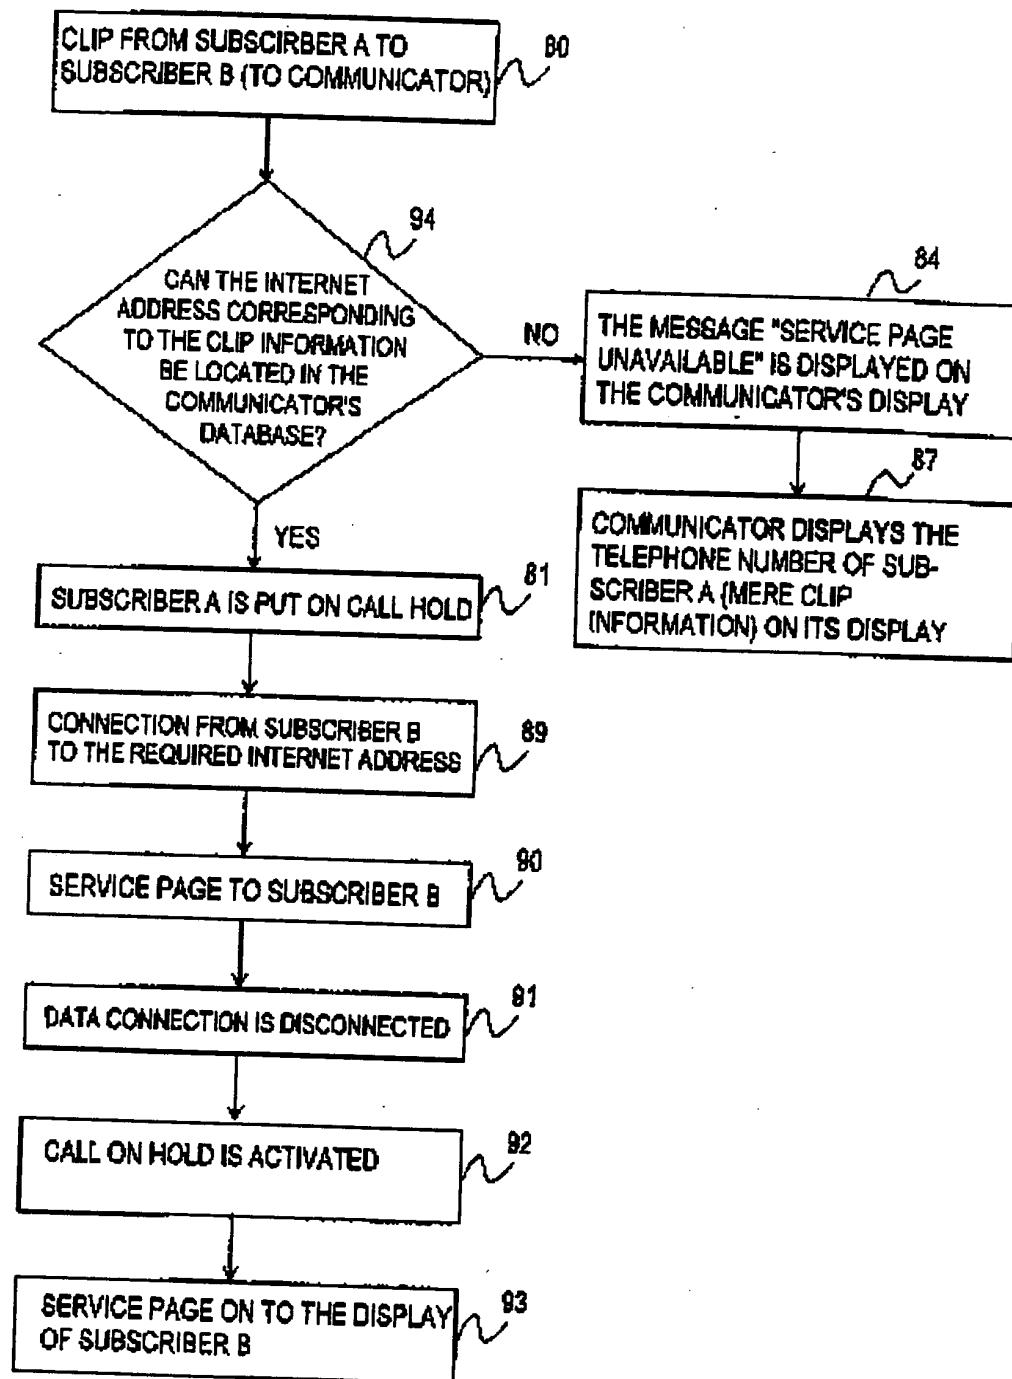 CLIP FROM SUBSCIRBER A TO
SUBSCRIBER B (TO COMMUNICATOR)
80
94
CAN THE INTERNET
ADDRESS CORRESPONDING
TO THE CLIP INFORMATION
BE LOCATED IN THE
COMMUNICATOR'S
DATABASE?
NO
84
THE MESSAGE "SERVICE PAGE
UNAVAILABLE" IS DISPLAYED ON
THE COMMUNICATOR'S DISPLAY
87
COMMUNICATOR DISPLAYS THE
TELEPHONE NUMBER OF SUB-
SCRIBER A (MERE CLIP
INFORMATION) ON ITS DISPLAY
YES
SUBSCRIBER A IS PUT ON CALL HOLD
81
CONNECTION FROM SUBSCRIBER B
TO THE REQUIRED INTERNET ADDRESS
89
SERVICE PAGE TO SUBSCRIBER B
90
DATA CONNECTION IS DISCONNECTED
91
CALL ON HOLD IS ACTIVATED
92
SERVICE PAGE ON TO THE DISPLAY
OF SUBSCRIBER B
93